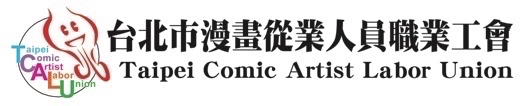 Taipei
Comic
Artist
Labor
Union
台北市漫畫從業人員職業工會
Taipei Comic Artist Labor Union